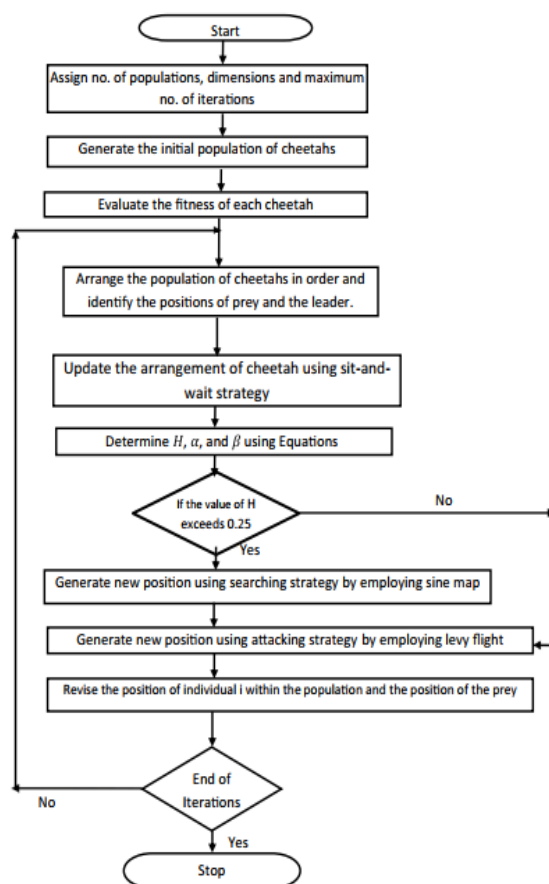 Start
Assign no. of populations, dimensions and maximum
no. of iterations
Generate the initial population of cheetahs
Evaluate the fitness of each cheetah
Arrange the population of cheetahs in order and
identify the positions of prey and the leader.
Update the arrangement of cheetah using sit-and-
wait strategy
Determine H, α, and β using Equations
If the value of H
exceeds 0.25
No
Yes
Generate new position using searching strategy by employing sine map
Generate new position using attacking strategy by employing levy flight
Revise the position of individual i within the population and the position of the prey
End of
Iterations
No
Yes
Stop